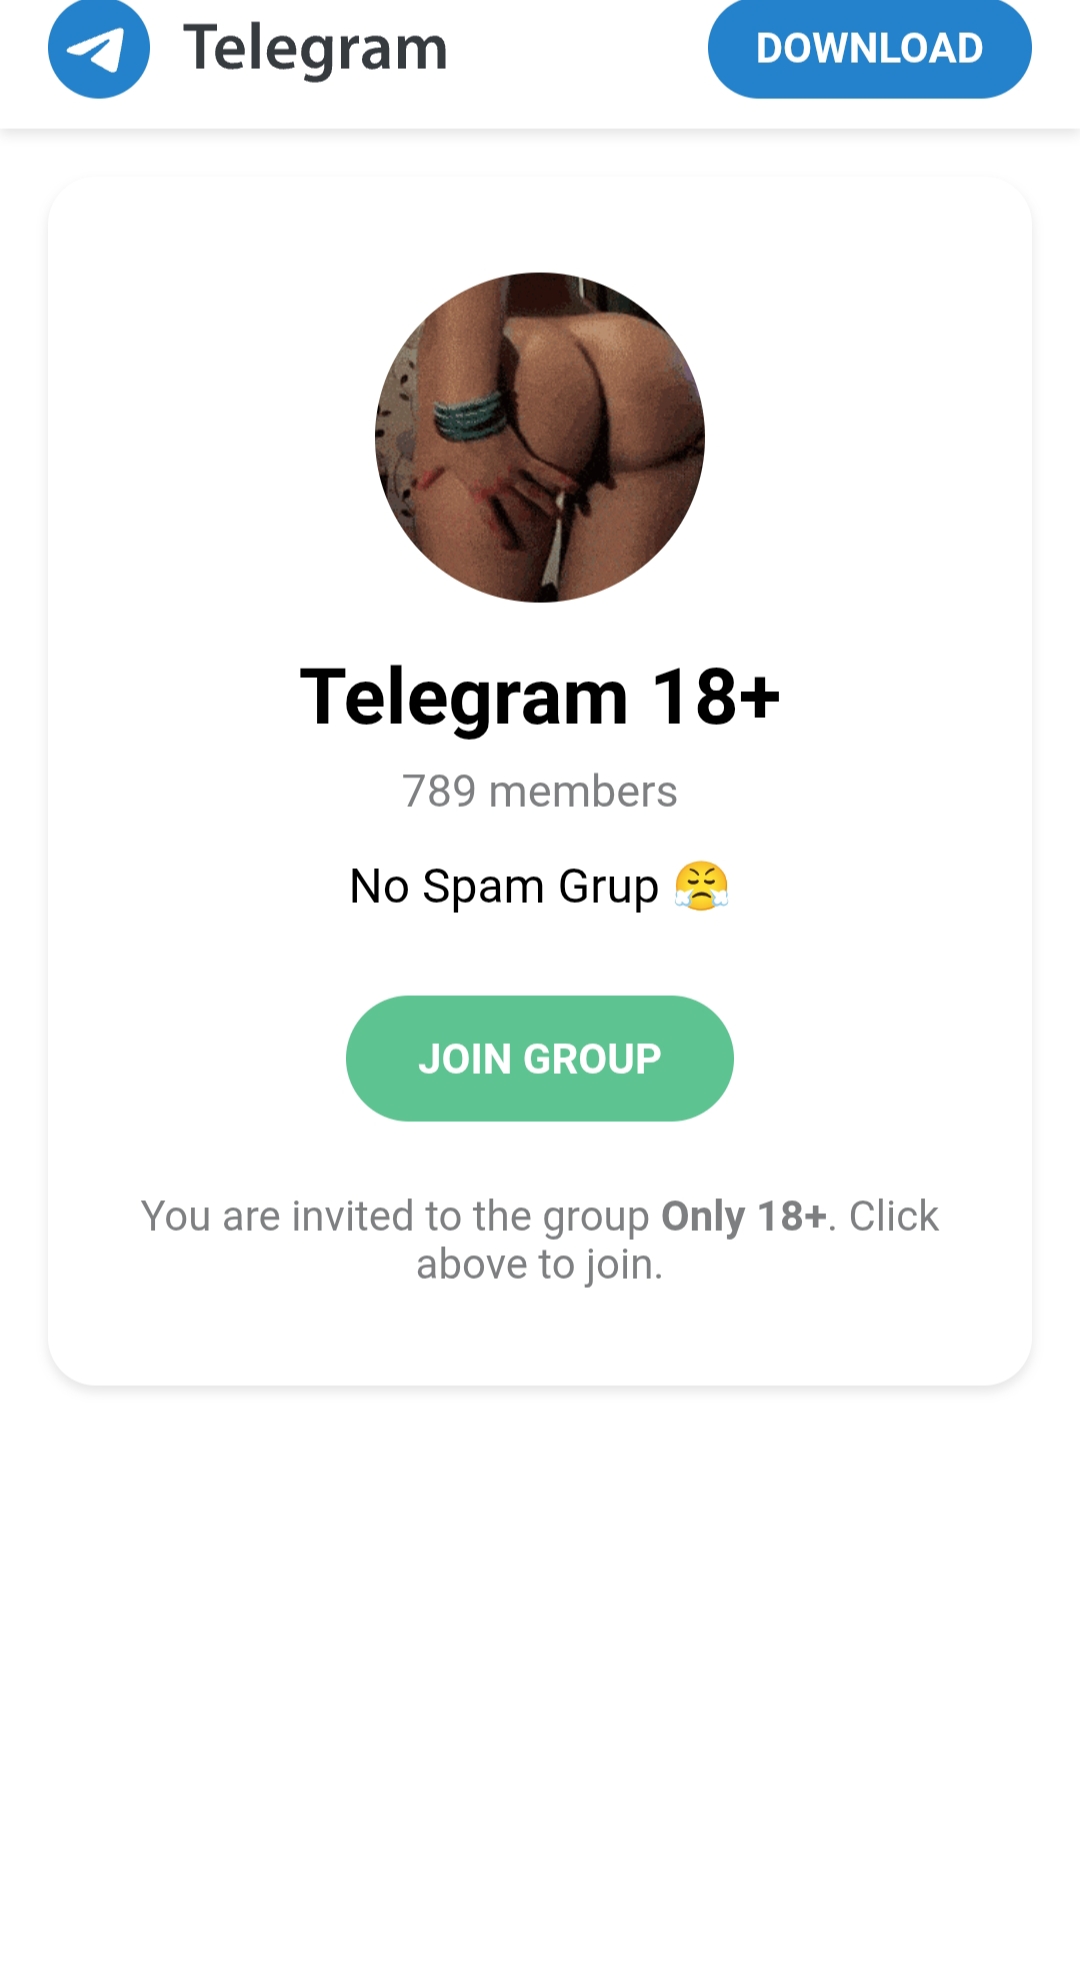 Telegram
DOWNLOAD
Telegram 18+
789 members
No Spam Grup 😤
JOIN GROUP
You are invited to the group Only 18+. Click
above to join.